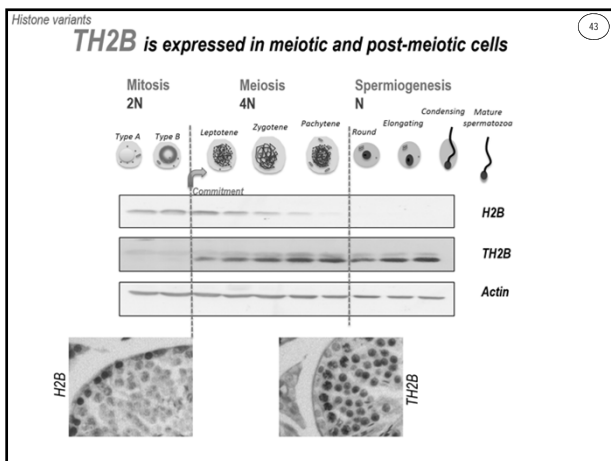 Histone variants
43
TH2B is expressed in meiotic and post-meiotic cells
Mitosis
2N
Meiosis
4N
Spermiogenesis
N
Type A
Type B
Leptotene
Zygotene
Pachytene
Round
Elongating
Condensing
Mature
spermatozoa
Commitment
H2B
TH2B
Actin
H2B
TH2B